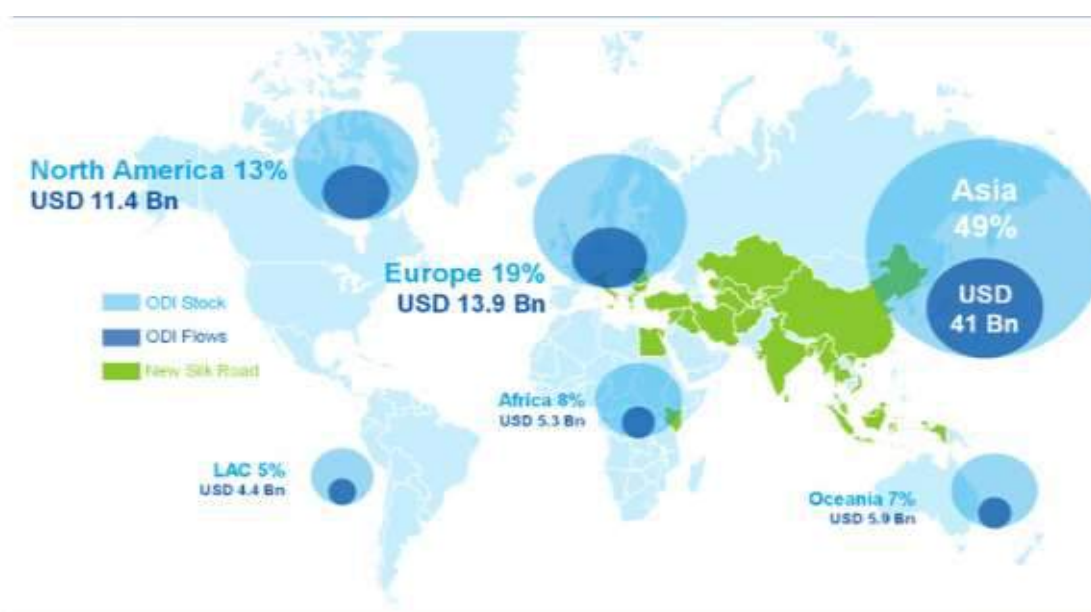 North America 13%
USD 11.4 Bn
Asia
49%
USD
41 Bn
Europe 19%
USD 13.9 Bn
ODI Stock
ODI Flows
New Silk Road
Africa 8%
USD 5.3 Bn
LAC 5%
USD 4.4 Bn
Oceania 7%
USD 5.9 Bn